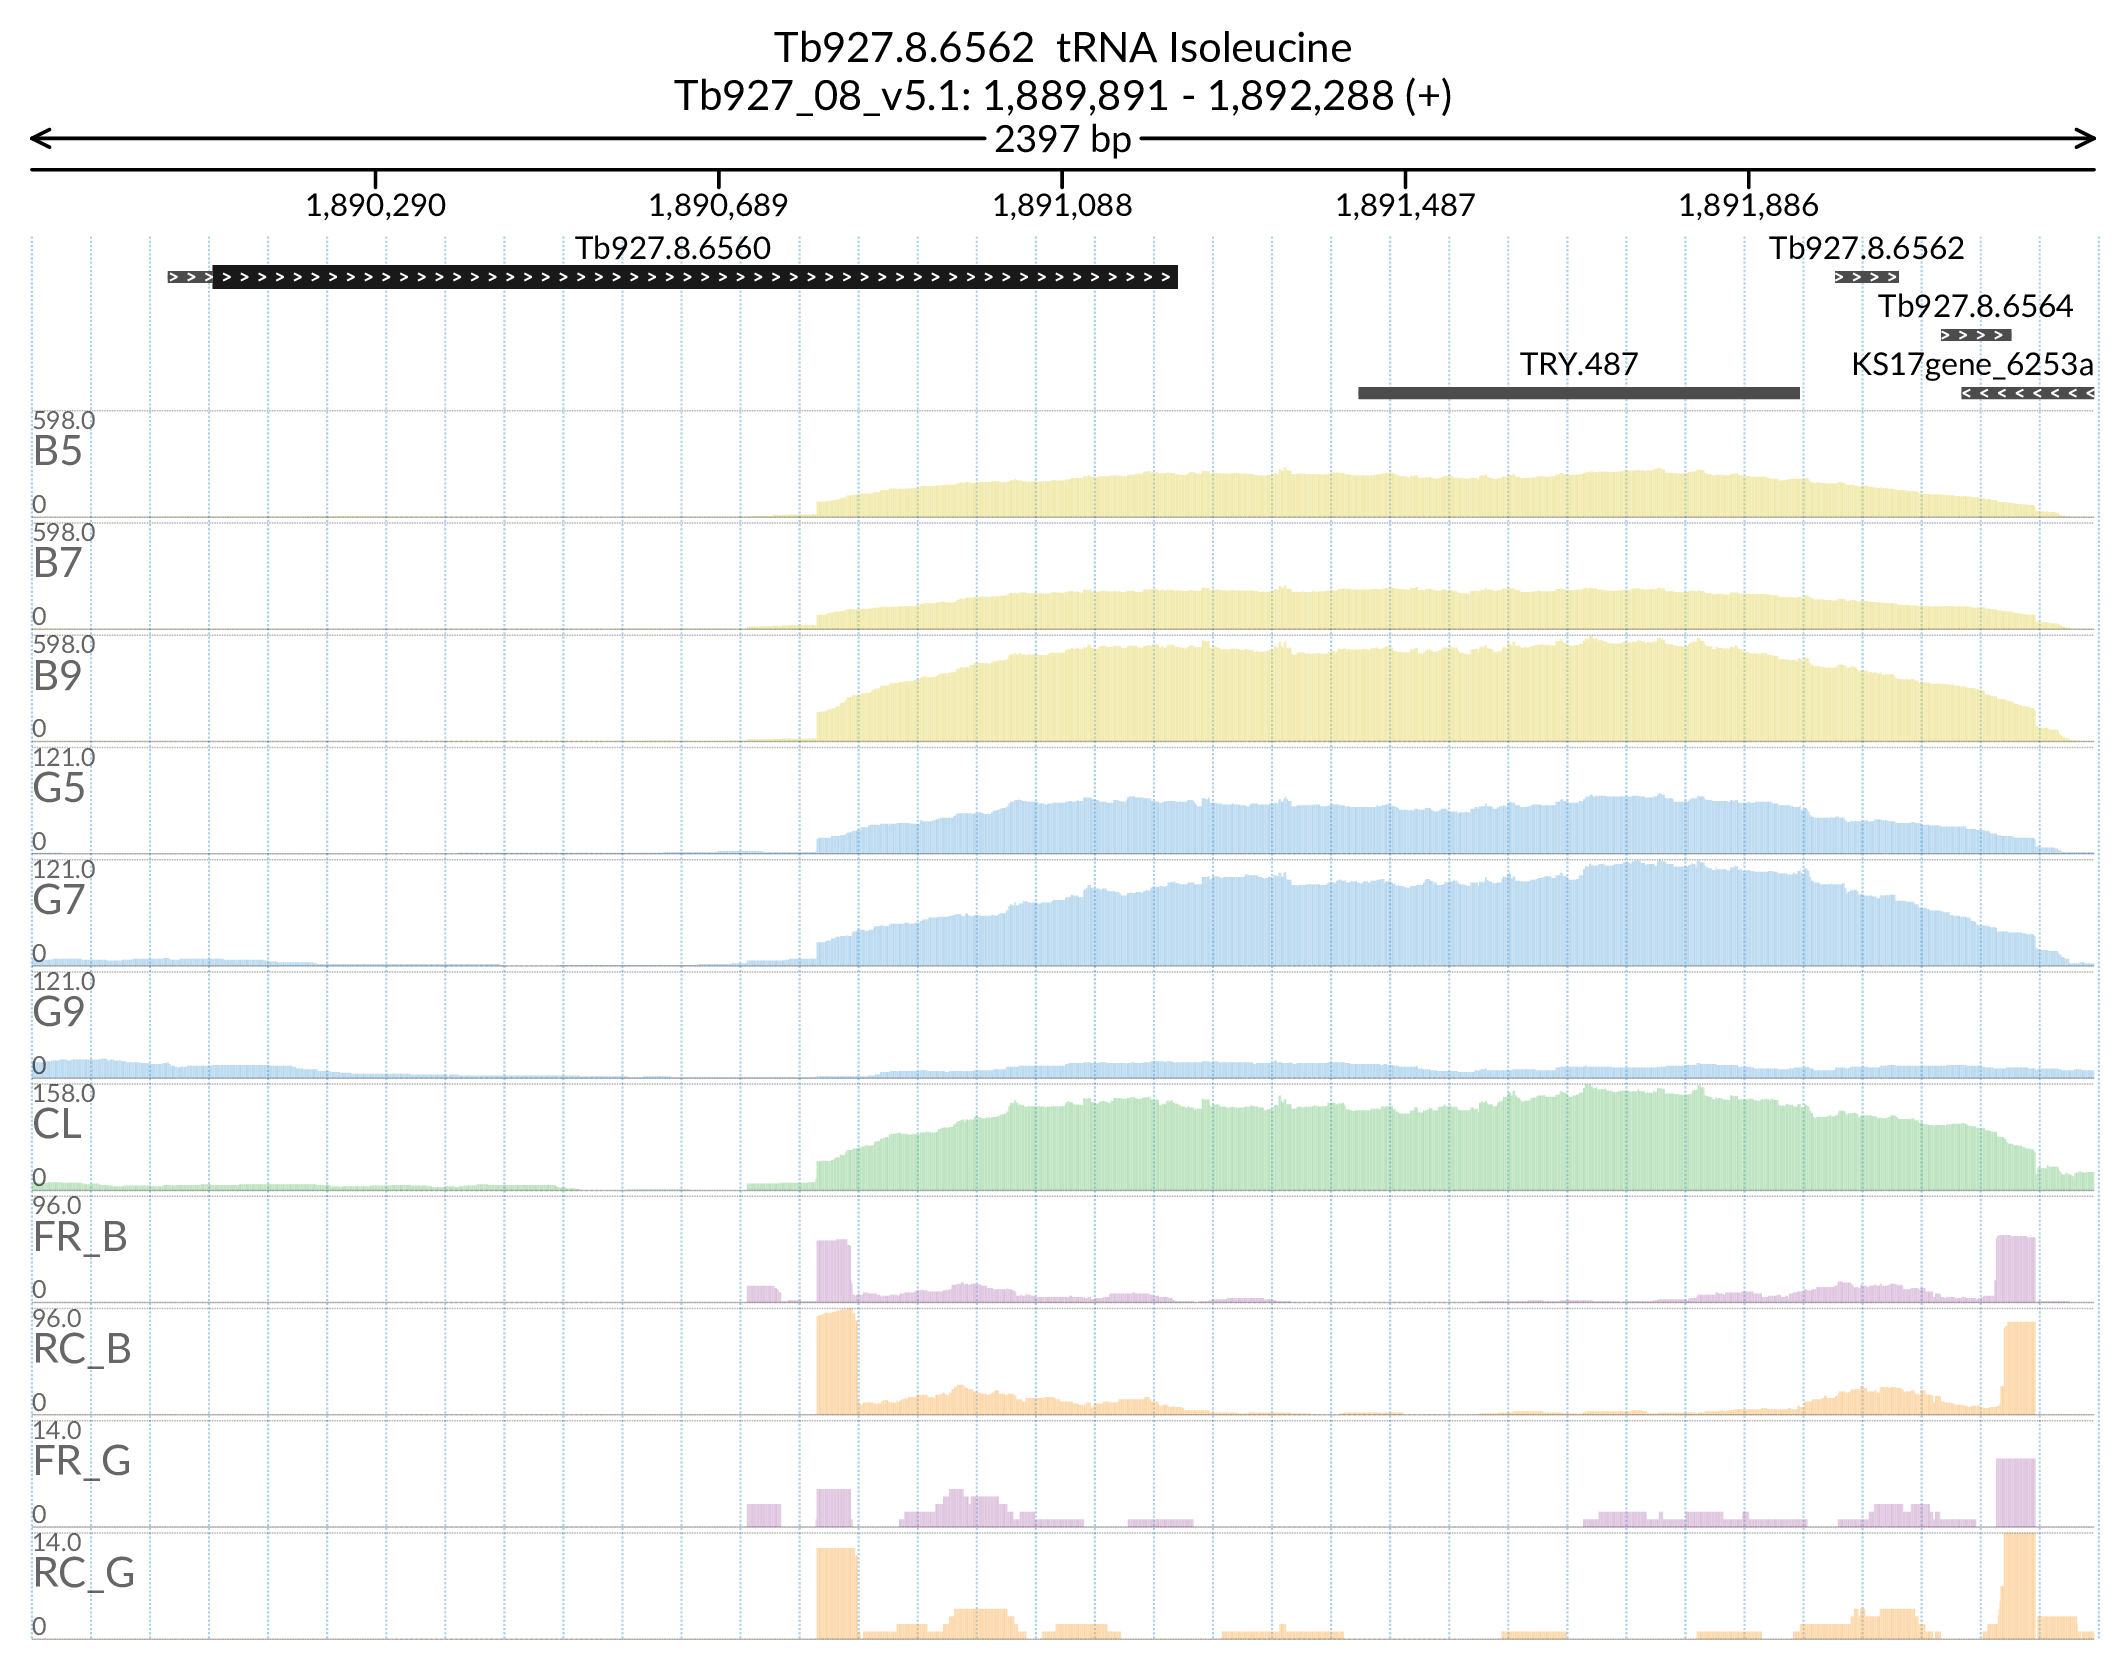 Tb927.8.6562 tRNA Isoleucine
Tb927_08_v5.1: 1,889,891 - 1,892,288 (+)
2397 bp
1,890,290 1,890,689 1,891,088 1,891,487 1,891,886
Tb927.8.6560 Tb927.8.6562
Tb927.8.6564
TRY.487 KS17gene_6253a
598.0
B5
0
598.0
B7
0
598.0
B9
0
121.0
G5
0
121.0
G7
0
121.0
G9
0
158.0
CL
0
96.0
FR_B
0
96.0
RC_B
0
14.0
FR_G
0
14.0
RC_G
0